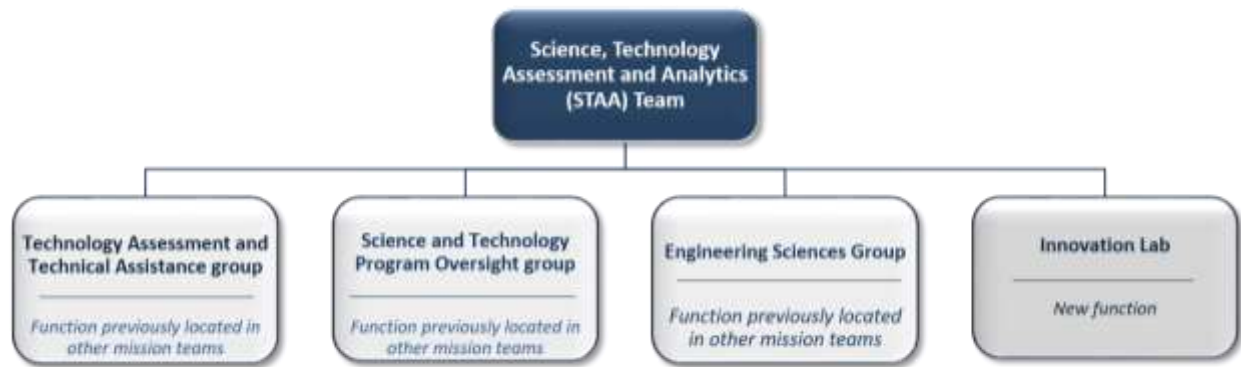 Science, Technology
Assessment and Analytics
(STAA) Team
Technology Assessment and
Technical Assistance group
Function previously located in
other mission teams
Science and Technology
Program Oversight group
Function previously located in
other mission teams
Engineering Sciences Group
Function previously located
in other mission teams
Innovation Lab
New function